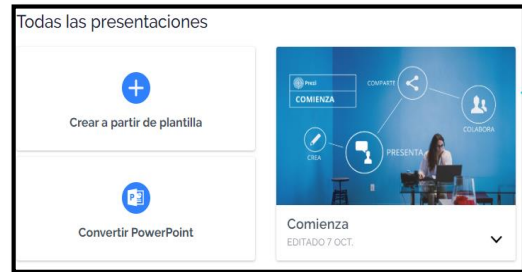 Todas las presentaciones
Crear a partir de plantilla
Convertir PowerPoint
Prezi
COMIENZA
COMPARTE
COLABORA
CREA
PRESENTA
Comienza
EDITADO 7 OCT.